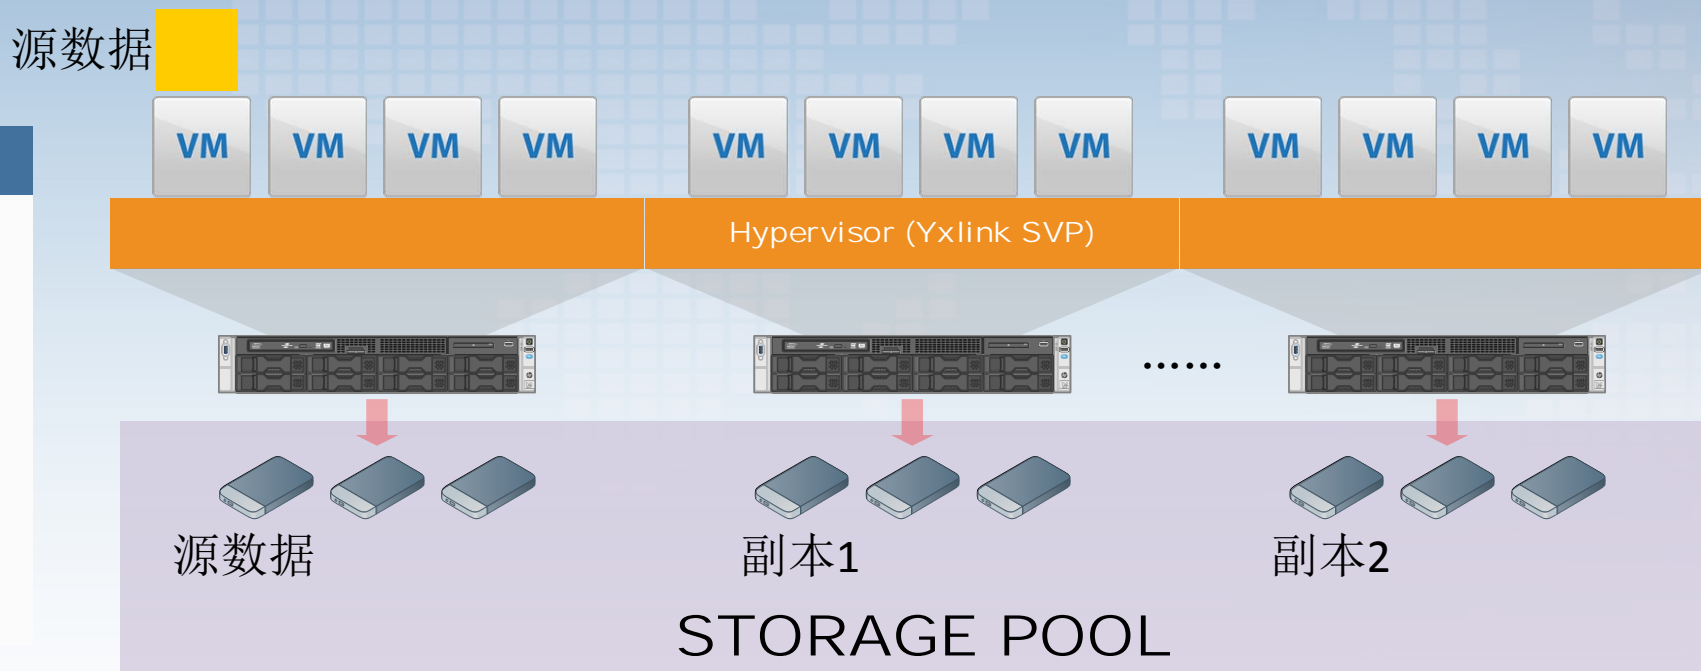 源数据
VM VM VM VM VM VM VM VM VM VM VM VM
Hypervisor (Yxlink SVP)
......
源数据 副本1 副本2
STORAGE POOL